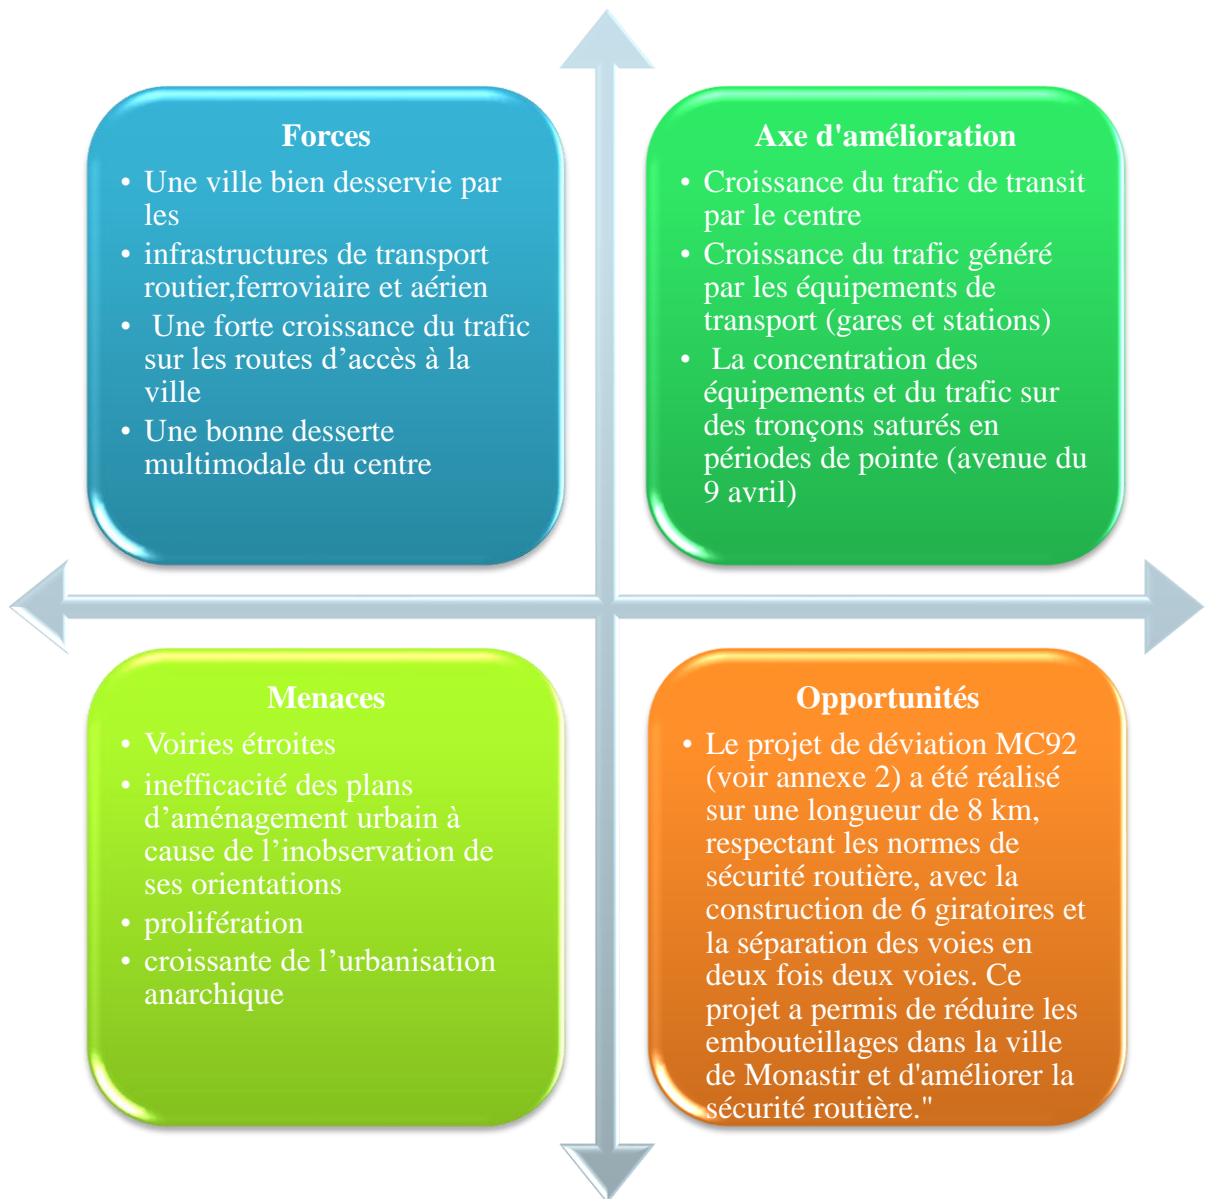 Forces
• Une ville bien desservie par
les
• infrastructures de transport
routier,ferroviaire et aérien
• Une forte croissance du trafic
sur les routes d’accès à la
ville
• Une bonne desserte
multimodale du centre
Axe d'amélioration
• Croissance du trafic de transit
par le centre
• Croissance du trafic généré
par les équipements de
transport (gares et stations)
• La concentration des
équipements et du trafic sur
des tronçons saturés en
périodes de pointe (avenue du
9 avril)
Menaces
• Voiries étroites
• inefficacité des plans
d’aménagement urbain à
cause de l’inobservation de
ses orientations
• prolifération
• croissante de l’urbanisation
anarchique
Opportunités
• Le projet de déviation MC92
(voir annexe 2) a été réalisé
sur une longueur de 8 km,
respectant les normes de
sécurité routière, avec la
construction de 6 giratoires et
la séparation des voies en
deux fois deux voies. Ce
projet a permis de réduire les
embouteillages dans la ville
de Monastir et d'améliorer la
sécurité routière."